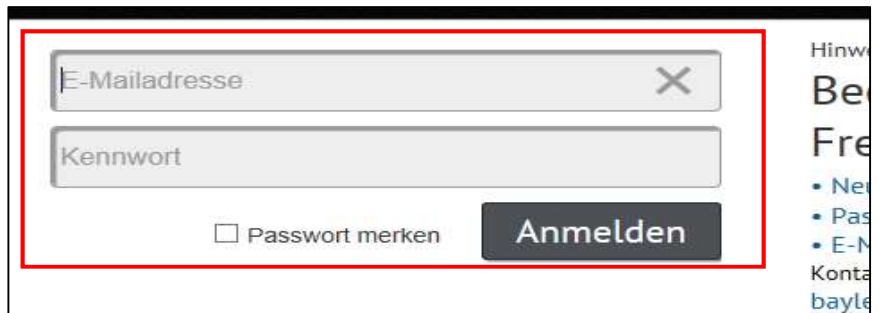 E-Mailadresse
Kennwort
Passwort merken
Anmelden
Hinw
Be
Fre
• Ne
• Pas
• E-
Konta
bayle